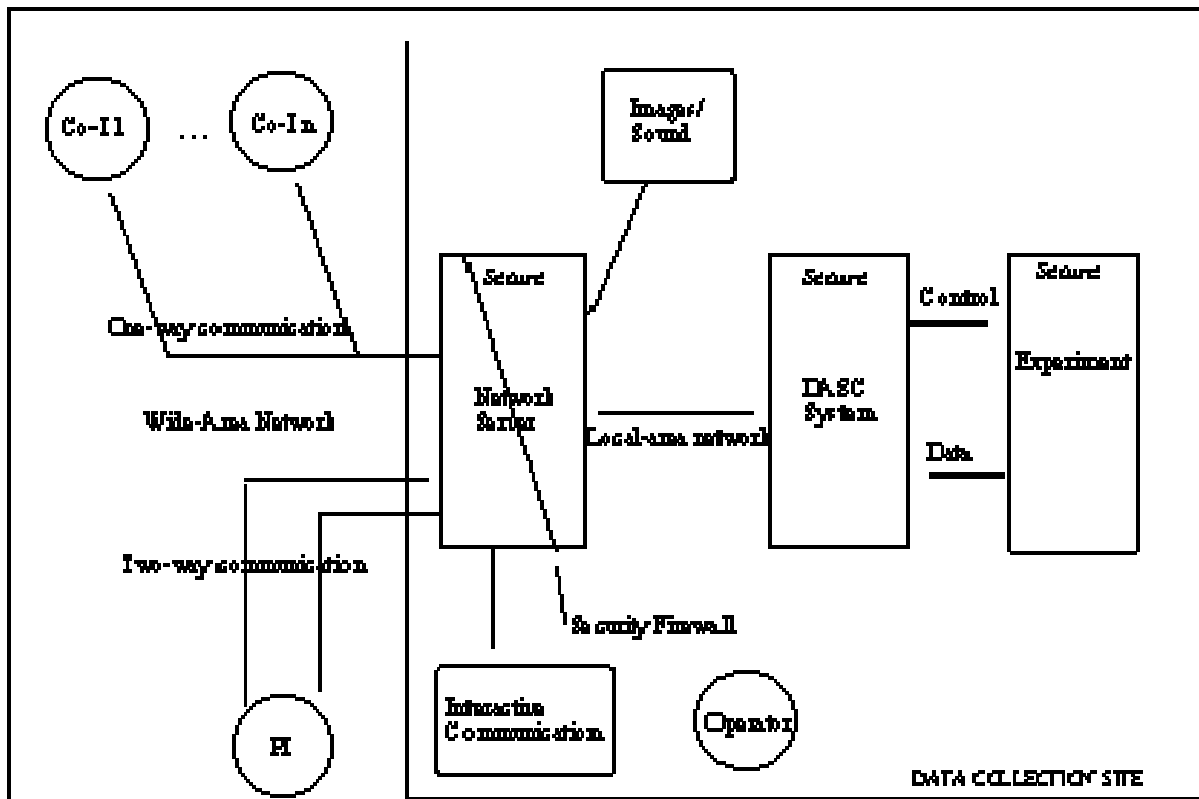 Co-I1
...
Co-In
Images/
Sound
Secure
Secure
Control
Secure
One-way communication
Experiment
Network
Server
DASC
System
Wide-Area Network
Local-area network
Data
Two-way communication
Security Firewall
Interactive
Communication
Operator
PI
DATA COLLECTION SITE